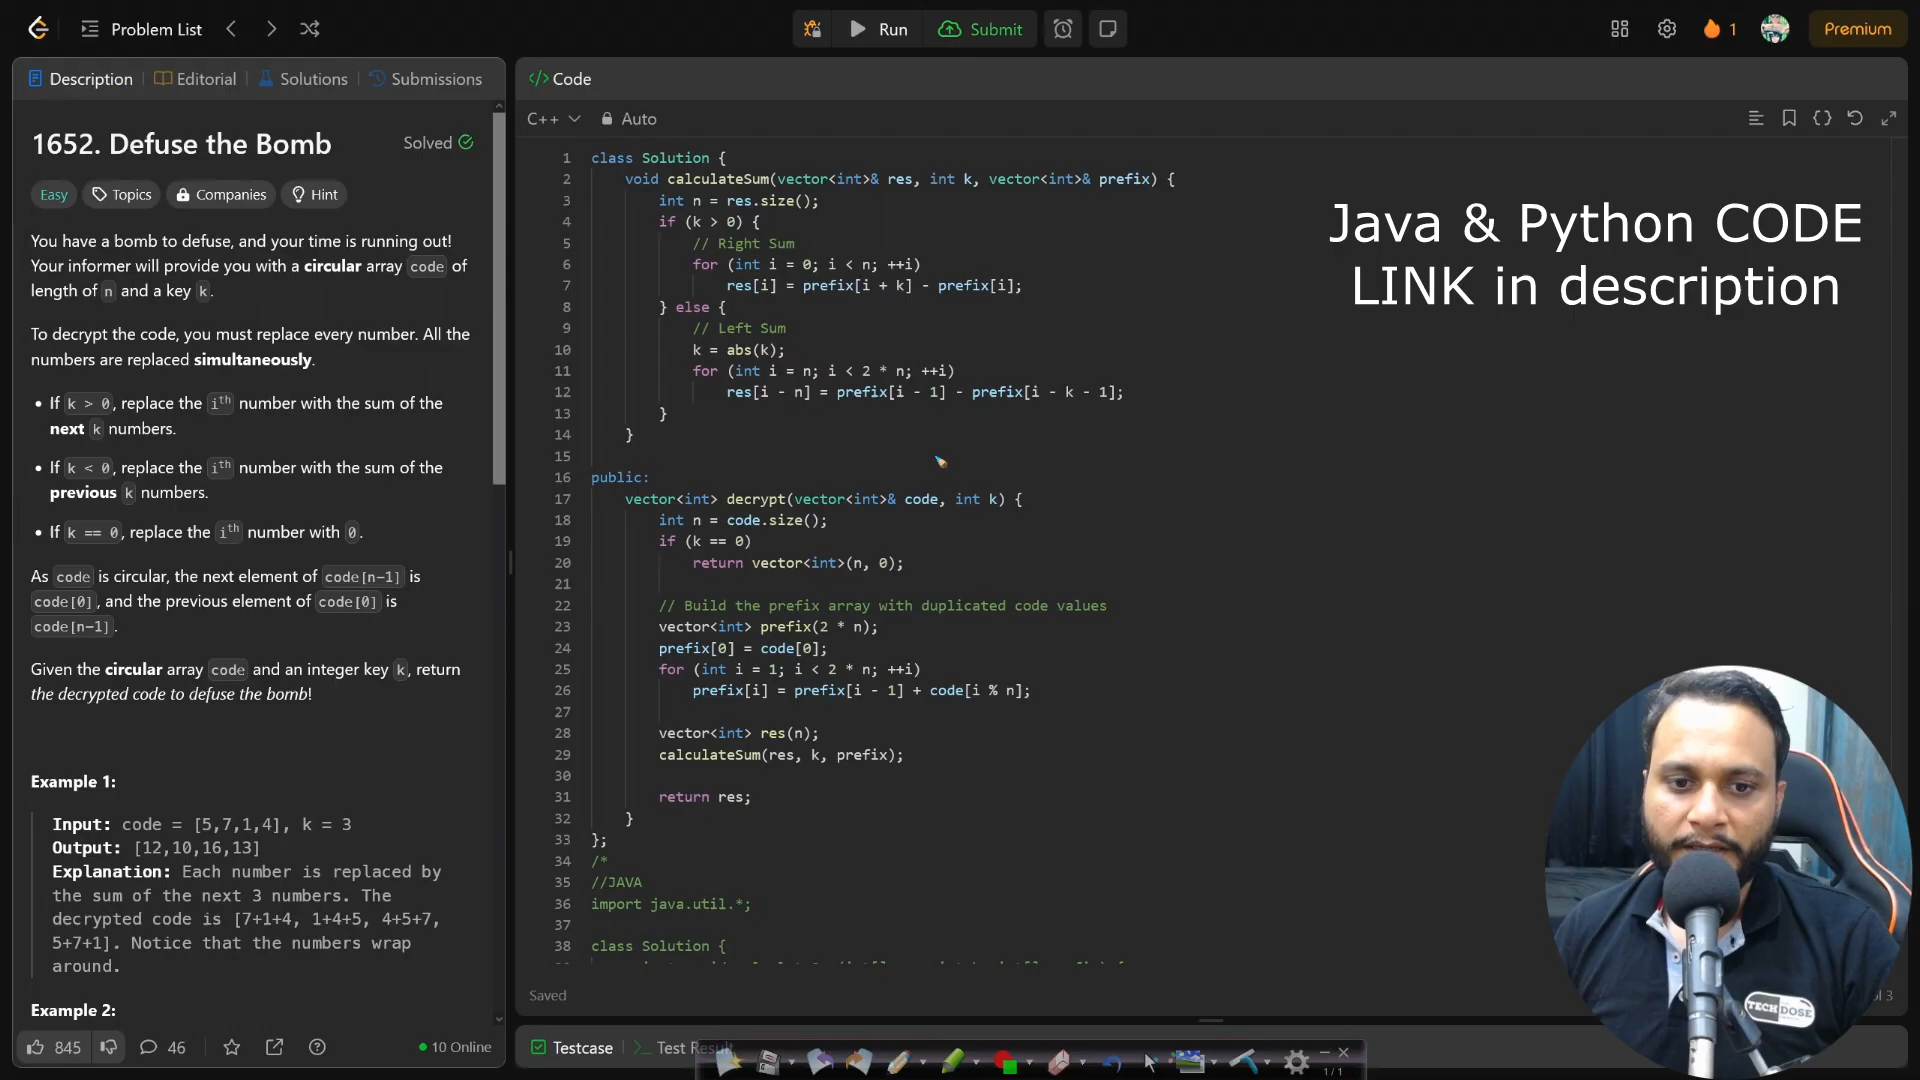 Problem List
Run
Submit
1
Premium
Description
Editorial
Solutions
Submissions
1652. Defuse the Bomb
Solved
Easy
Topics
Companies
Hint
You have a bomb to defuse, and your time is running out!
Your informer will provide you with a circular array code of
length of n and a key k.
To decrypt the code, you must replace every number. All the
numbers are replaced simultaneously.
• If k > 0, replace the ith number with the sum of the
next k numbers.
• If k < 0, replace the ith number with the sum of the
previous k numbers.
• If k == 0, replace the ith number with 0.
As code is circular, the next element of code[n-1] is
code[0], and the previous element of code[0] is
code[n-1].
Given the circular array code and an integer key k, return
the decrypted code to defuse the bomb!
Example 1:
Input: code = [5,7,1,4], k = 3
Output: [12,10,16,13]
Explanation: Each number is replaced by
the sum of the next 3 numbers. The
decrypted code is [7+1+4, 1+4+5, 4+5+7,
5+7+1]. Notice that the numbers wrap
around.
Example 2:
845
46
10 Online
</> Code
C++
Auto
1 class Solution {
2 void calculateSum(vector<int>& res, int k, vector<int>& prefix) {
3 int n = res.size();
4 if (k > 0) {
5 // Right Sum
6 for (int i = 0; i < n; ++i)
7 res[i] = prefix[i + k] - prefix[i];
8 } else {
9 // Left Sum
10 k = abs(k);
11 for (int i = n; i < 2 * n; ++i)
12 res[i - n] = prefix[i - 1] - prefix[i - k - 1];
13 }
14 }
15
16 public:
17 vector<int> decrypt(vector<int>& code, int k) {
18 int n = code.size();
19 if (k == 0)
20 return vector<int>(n, 0);
21
22 // Build the prefix array with duplicated code values
23 vector<int> prefix(2 * n);
24 prefix[0] = code[0];
25 for (int i = 1; i < 2 * n; ++i)
26 prefix[i] = prefix[i - 1] + code[i % n];
27
28 vector<int> res(n);
29 calculateSum(res, k, prefix);
30
31 return res;
32 }
33 };
34 /*
35 //JAVA
36 import java.util.*;
37
38 class Solution {
Java & Python CODE
LINK in description
Saved
of 3
Testcase
Test Result
1/1
TECH DOSE